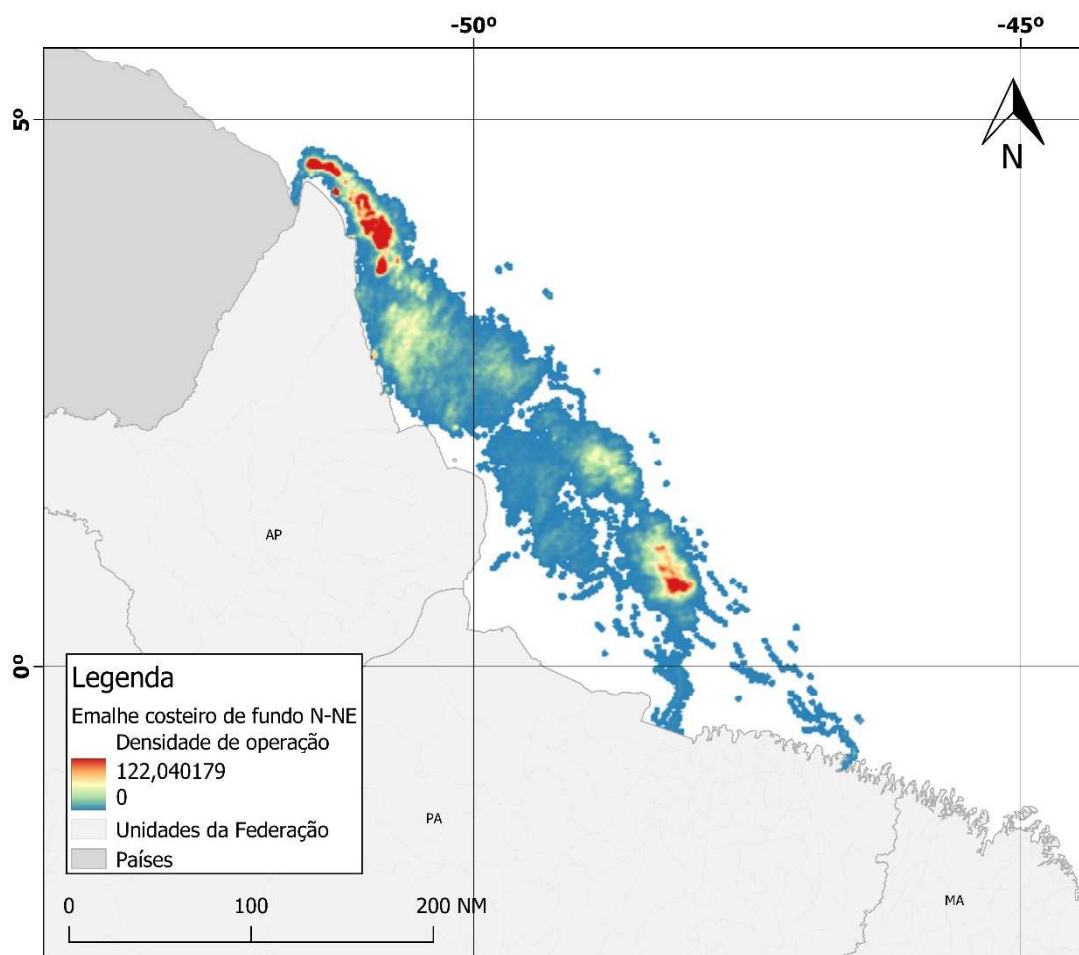 -50º
-45º
5º
N
AP
0º
Legenda
Emalhe costeiro de fundo N-NE
Densidade de operação
122,040179
0
Unidades da Federação
Países
PA
MA
0
100
200 NM